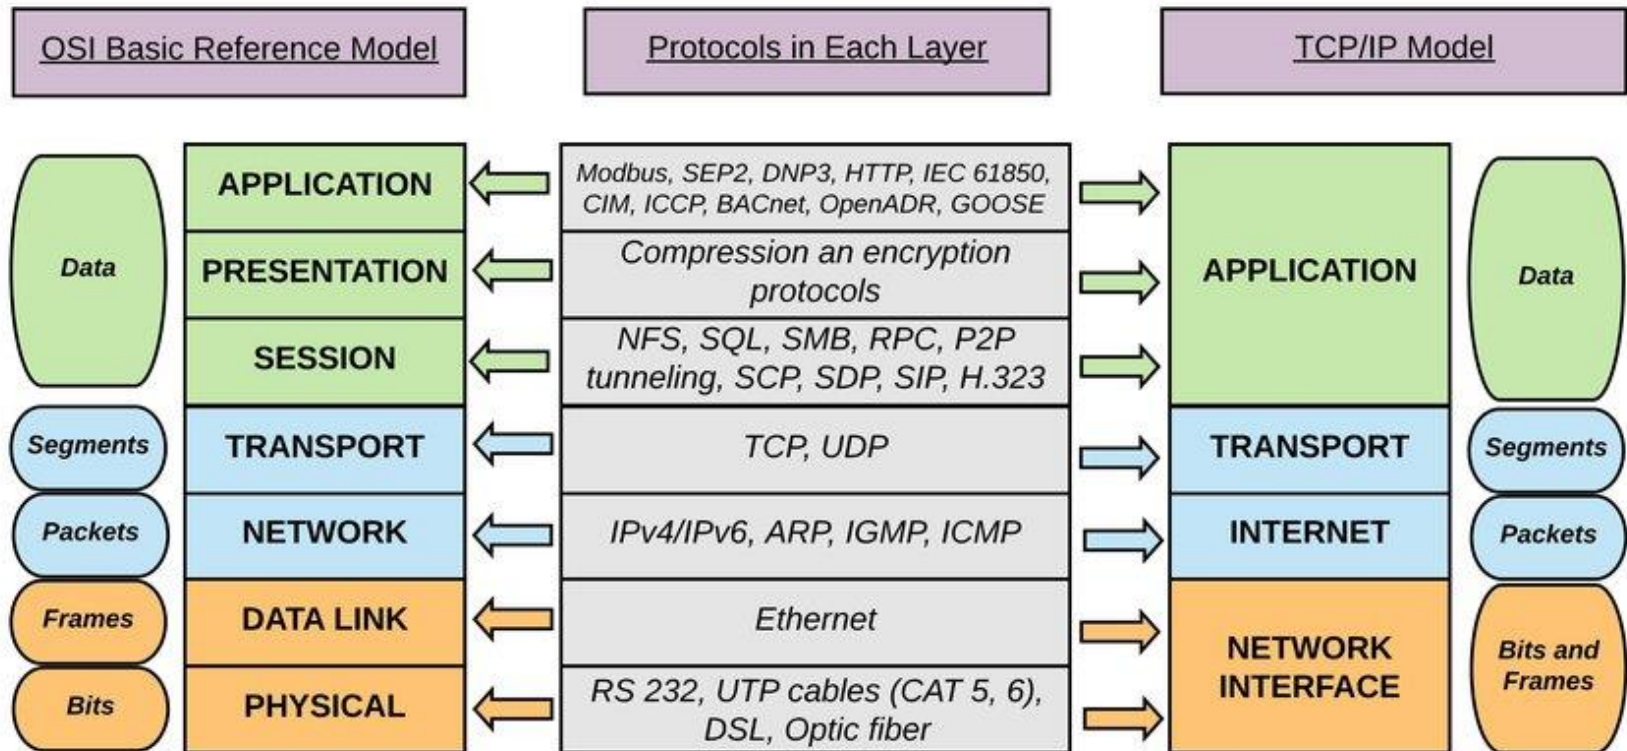 OSI Basic Reference Model
Protocols in Each Layer
TCP/IP Model
Data
APPLICATION
PRESENTATION
SESSION
Modbus, SEP2, DNP3, HTTP, IEC 61850,
CIM, ICCP, BACnet, OpenADR, GOOSE
Compression an encryption
protocols
NFS, SQL, SMB, RPC, P2P
tunneling, SCP, SDP, SIP, H.323
APPLICATION
Data
Segments
TRANSPORT
TCP, UDP
TRANSPORT
Segments
Packets
NETWORK
IPv4/IPv6, ARP, IGMP, ICMP
INTERNET
Packets
Frames
DATA LINK
Ethernet
Bits
PHYSICAL
RS 232, UTP cables (CAT 5, 6),
DSL, Optic fiber
NETWORK
INTERFACE
Bits and
Frames